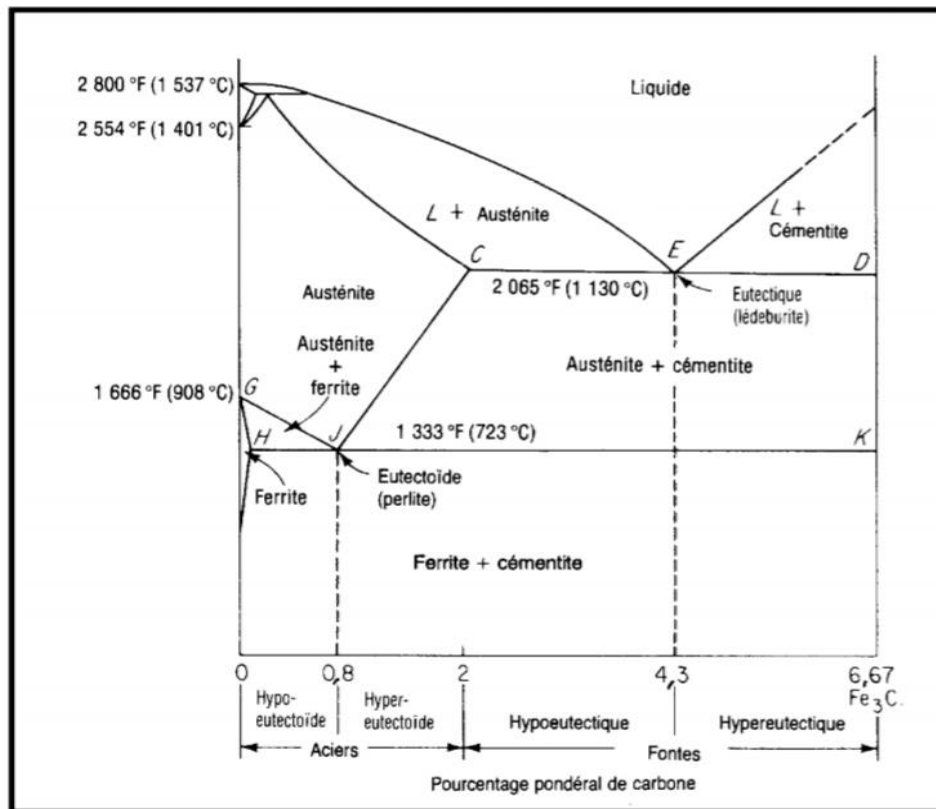 2 800 °F (1 537 °C)
Liquide
2 554 °F (1 401 °C)
L + Austénite
L +
Cémentite
C
E
D
2 065 °F (1 130 °C)
Eutectique
(lédeburite)
Austénite
Austénite
+
ferrite
Austénite + cémentite
1 666 °F (908 °C)
G
H
J
1 333 °F (723 °C)
K
Ferrite
Eutectoïde
(perlite)
Ferrite + cémentite
0
0,8
2
4,3
6,67
Fe3C.
Hypo-
eutectoïde
Hyper-
eutectoïde
Hypoeutectique
Hypereutectique
Aciers
Fontes
Pourcentage pondéral de carbone